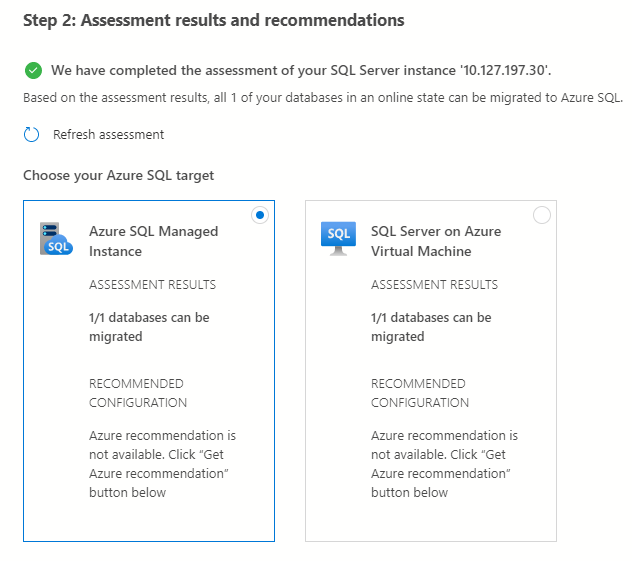 Step 2: Assessment results and recommendations
We have completed the assessment of your SQL Server instance '10.127.197.30'.
Based on the assessment results, all 1 of your databases in an online state can be migrated to Azure SQL.
Refresh assessment
Choose your Azure SQL target
SQL
Azure SQL Managed
Instance
ASSESSMENT RESULTS
1/1 databases can be
migrated
RECOMMENDED
CONFIGURATION
Azure recommendation is
not available. Click “Get
Azure recommendation”
button below
SQL
SQL Server on Azure
Virtual Machine
ASSESSMENT RESULTS
1/1 databases can be
migrated
RECOMMENDED
CONFIGURATION
Azure recommendation is
not available. Click “Get
Azure recommendation”
button below